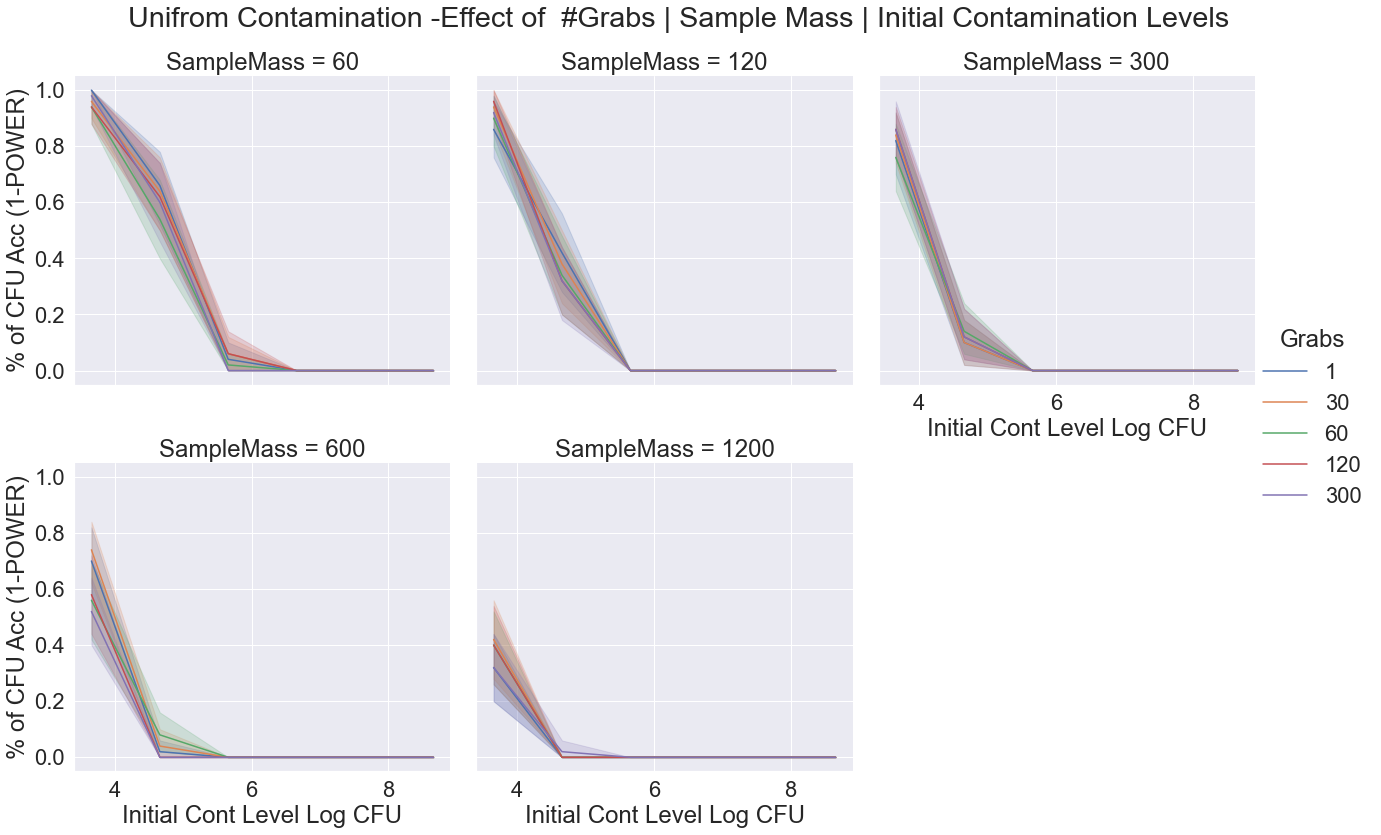 Unifrom Contamination -Effect of  #Grabs | Sample Mass | Initial Contamination Levels
SampleMass = 60
SampleMass = 120
SampleMass = 300
% of CFU Acc (1-POWER)
1.0
0.8
0.6
0.4
0.2
0.0
4
6
8
Initial Cont Level Log CFU
Grabs
1
30
60
120
300
SampleMass = 600
SampleMass = 1200
% of CFU Acc (1-POWER)
1.0
0.8
0.6
0.4
0.2
0.0
4
6
8
4
6
8
Initial Cont Level Log CFU
Initial Cont Level Log CFU